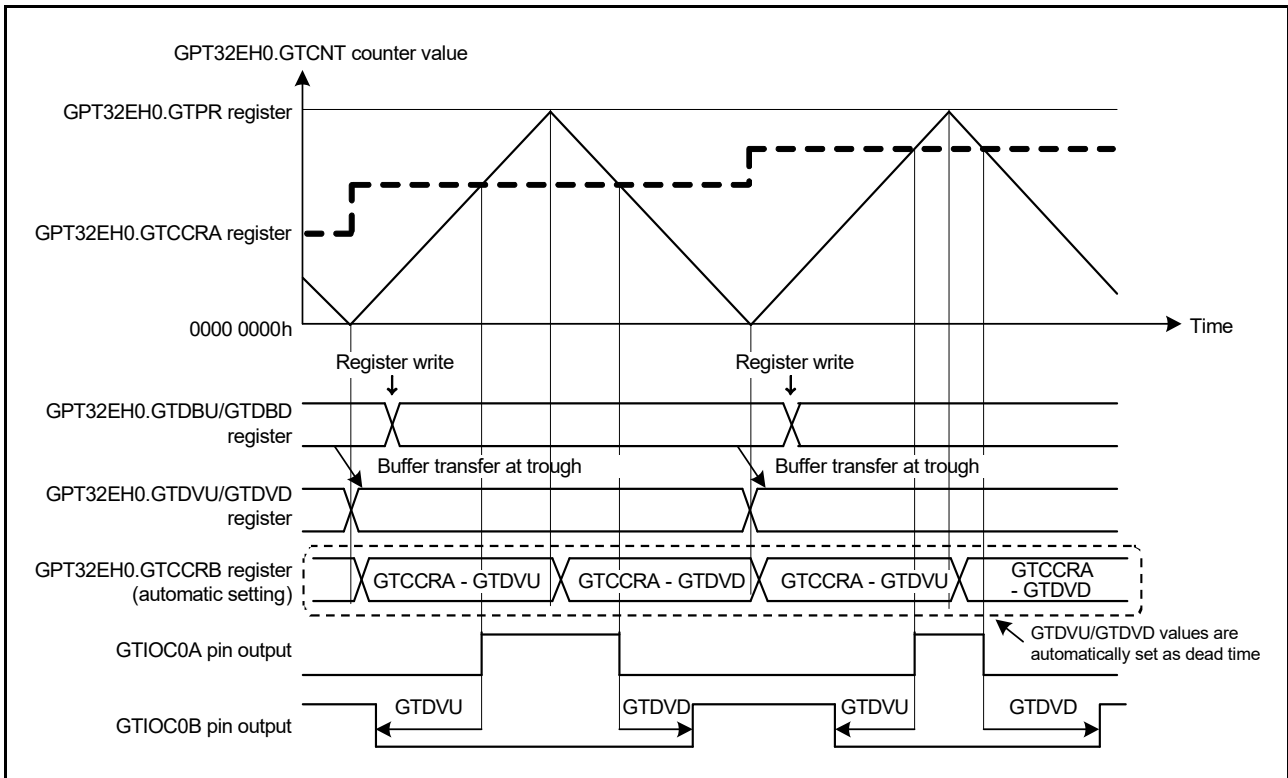 GPT32EH0.GTCNT counter value
GPT32EH0.GTPR register
GPT32EH0.GTCCRA register
0000 0000h
Time
Register write
Register write
GPT32EH0.GTDBU/GTDBD
register
Buffer transfer at trough
Buffer transfer at trough
GPT32EH0.GTDVU/GTDVD
register
GPT32EH0.GTCCRB register
(automatic setting)
GTCCRA - GTDVU
GTCCRA - GTDVD
GTCCRA - GTDVU
GTCCRA
- GTDVD
GTIOC0A pin output
GTDVU/GTDVD values are
automatically set as dead time
GTIOC0B pin output
GTDVU
GTDVD
GTDVU
GTDVD